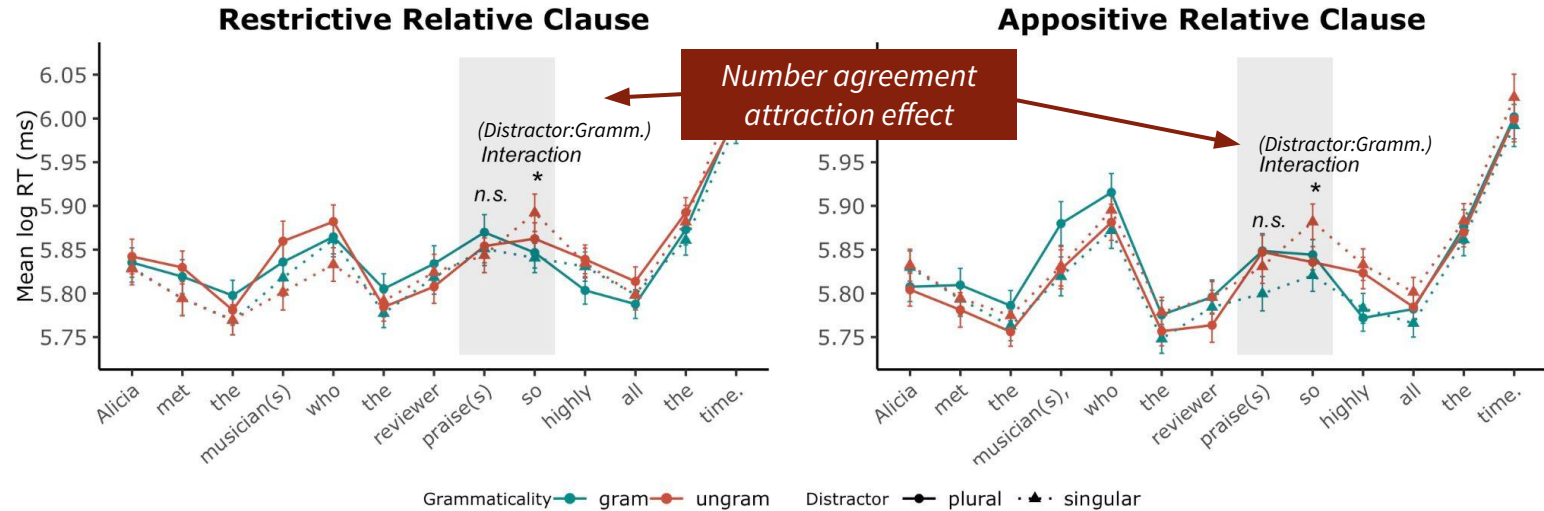 Restrictive Relative Clause
Appositive Relative Clause
Number agreement
attraction effect
Mean log RT (ms)
6.05
6.00
5.95
5.90
5.85
5.80
5.75
(Distractor:Gramm.)
Interaction
*
n.s.
Alicia
met
the
musician(s)
who
the
reviewer
praise(s)
so
highly
all
the
time.
6.00
5.95
5.90
5.85
5.80
5.75
(Distractor:Gramm.)
Interaction
*
n.s.
Alicia
met
the
musician(s),
who
the
reviewer
praise(s)
so
highly
all
the
time.
Grammaticality gram ungram Distractor plural singular